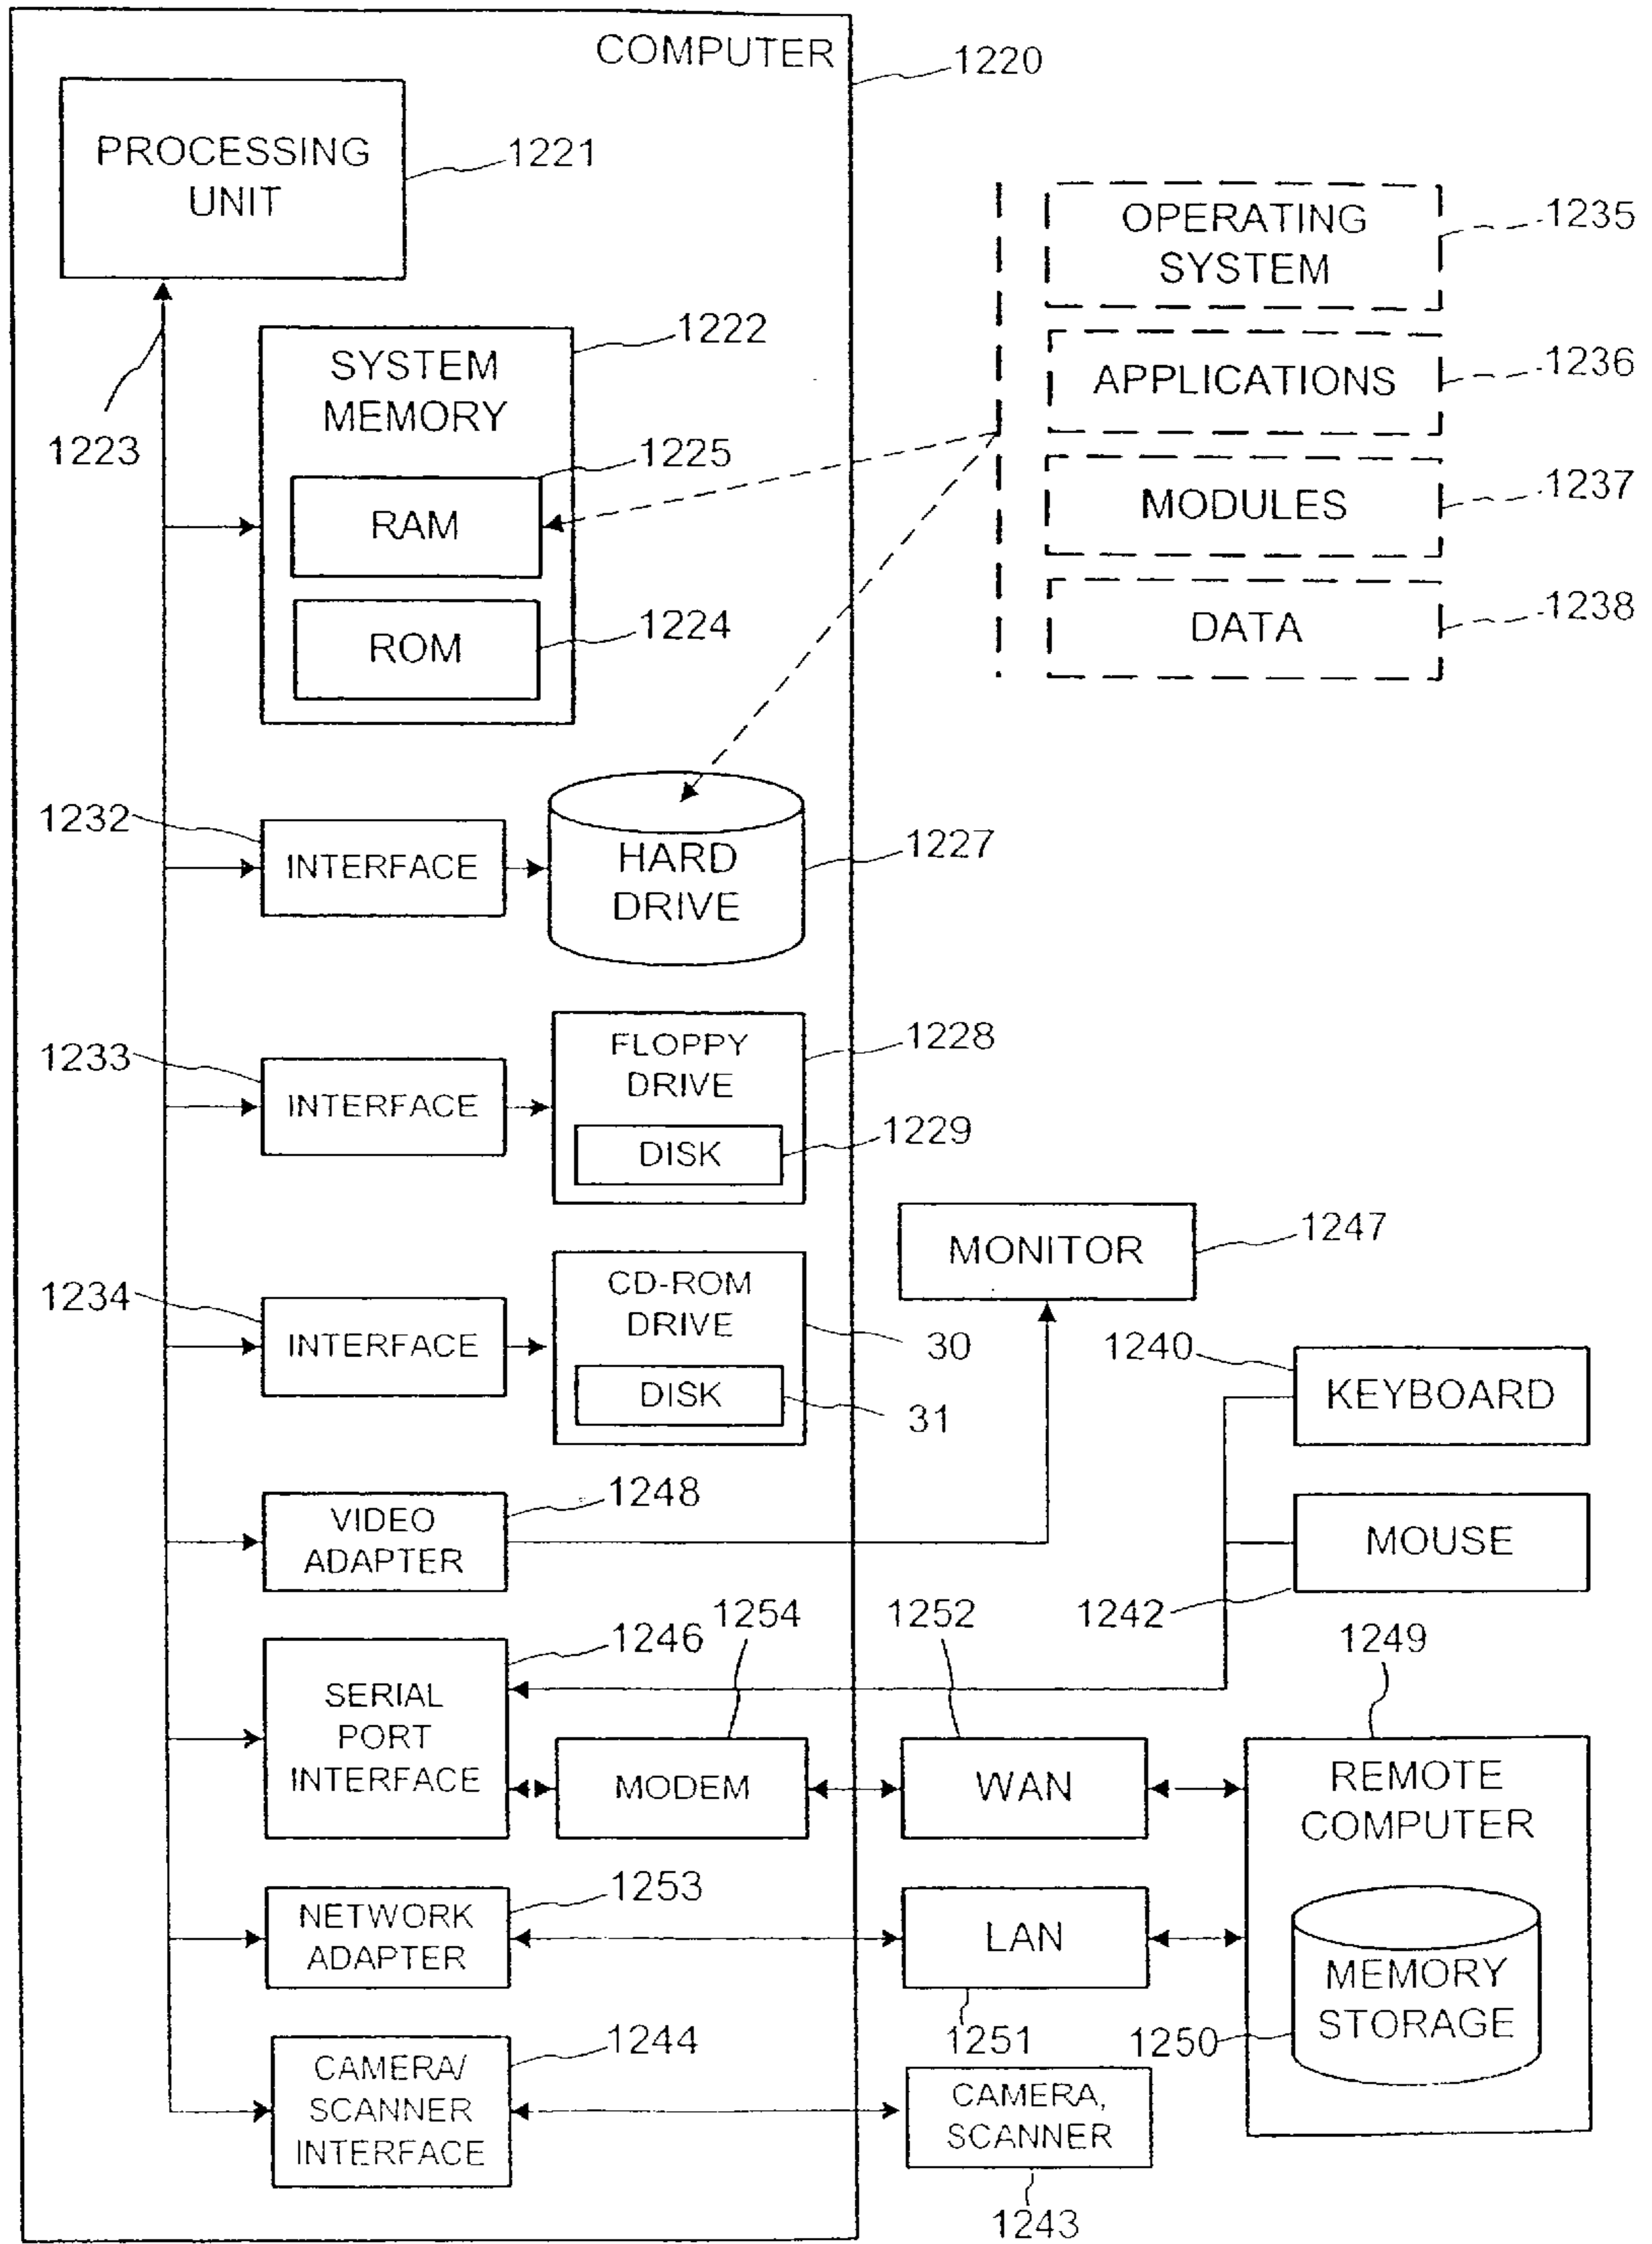 COMPUTER
1220
PROCESSING
UNIT
1221
1223
SYSTEM
MEMORY
1222
RAM
1225
ROM
1224
OPERATING
SYSTEM
1235
APPLICATIONS
1236
MODULES
1237
DATA
1238
1232
INTERFACE
HARD
DRIVE
1227
1233
INTERFACE
FLOPPY
DRIVE
1228
DISK
1229
1234
INTERFACE
CD-ROM
DRIVE
30
DISK
31
MONITOR
1247
1240
KEYBOARD
MOUSE
1242
VIDEO
ADAPTER
1248
1246
SERIAL
PORT
INTERFACE
1254
MODEM
1252
WAN
1249
REMOTE
COMPUTER
1253
NETWORK
ADAPTER
LAN
1251
MEMORY
STORAGE
1250
1244
CAMERA/
SCANNER
INTERFACE
CAMERA,
SCANNER
1243